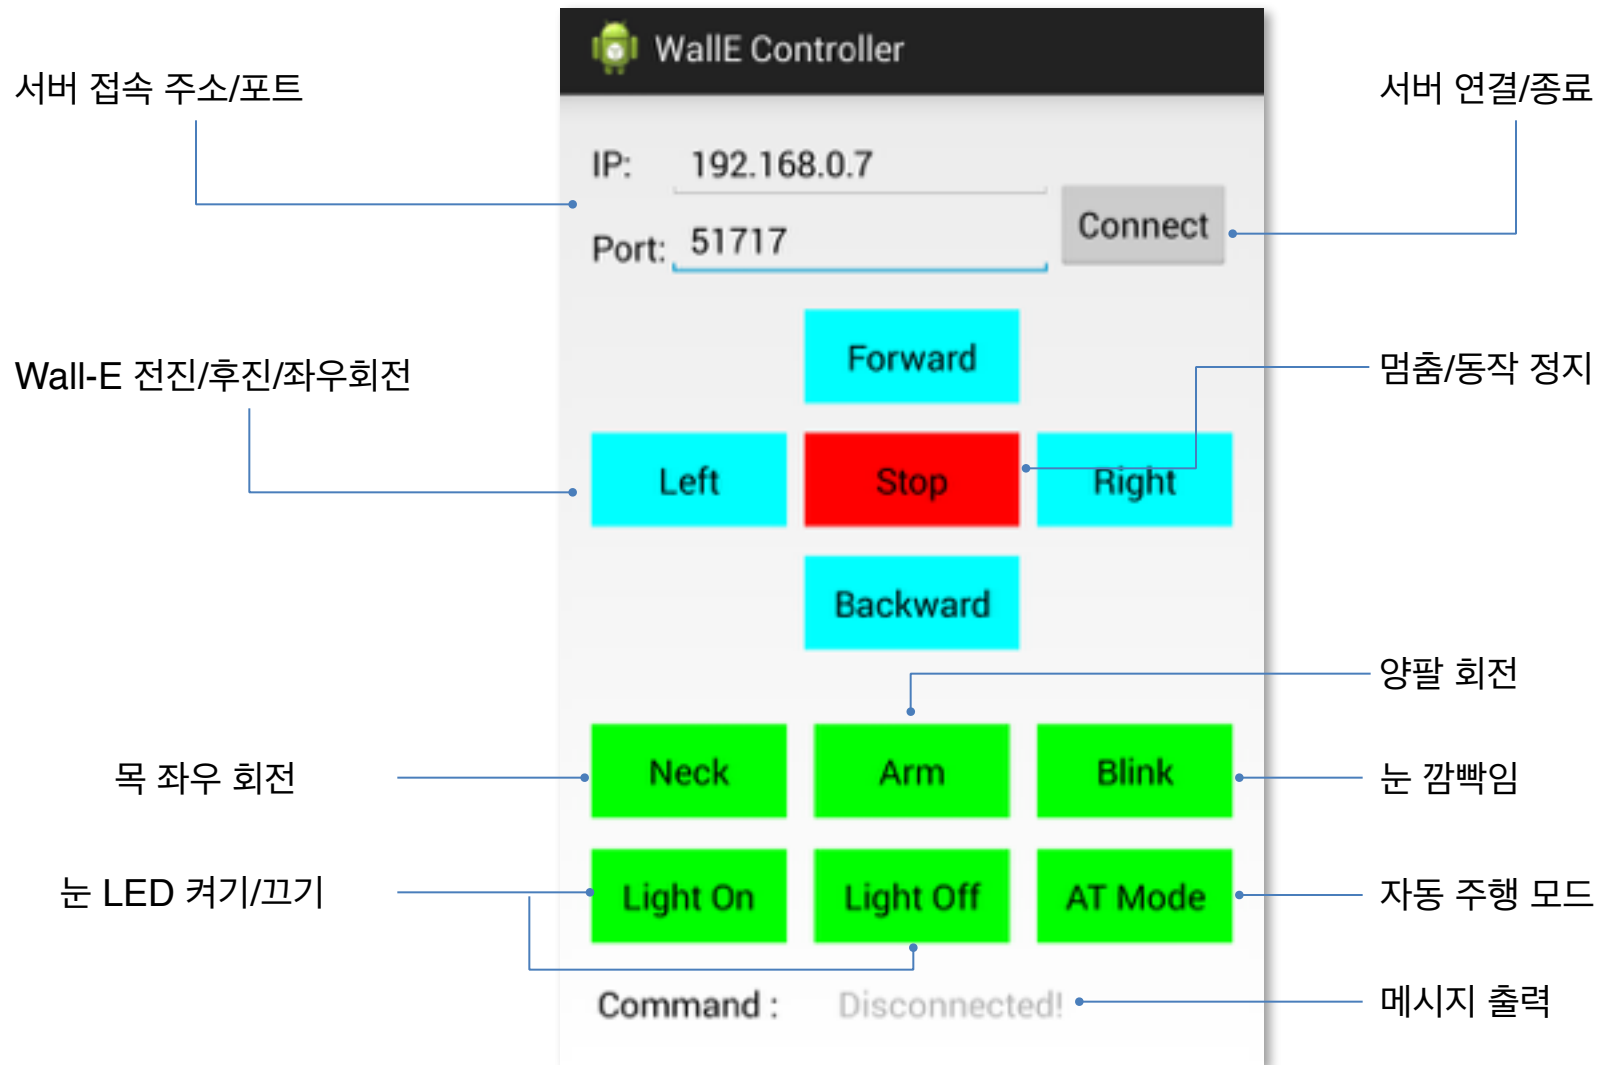 WallE Controller
서버 접속 주소/포트
서버 연결/종료
IP: 192.168.0.7
Connect
Port: 51717
Forward
Wall-E 전진/후진/좌우회전
멈춤/동작 정지
Left
Stop
Right
Backward
양팔 회전
목 좌우 회전
Neck
Arm
Blink
눈 깜빡임
눈 LED 켜기/끄기
Light On
Light Off
AT Mode
자동 주행 모드
Command : Disconnected!
메시지 출력